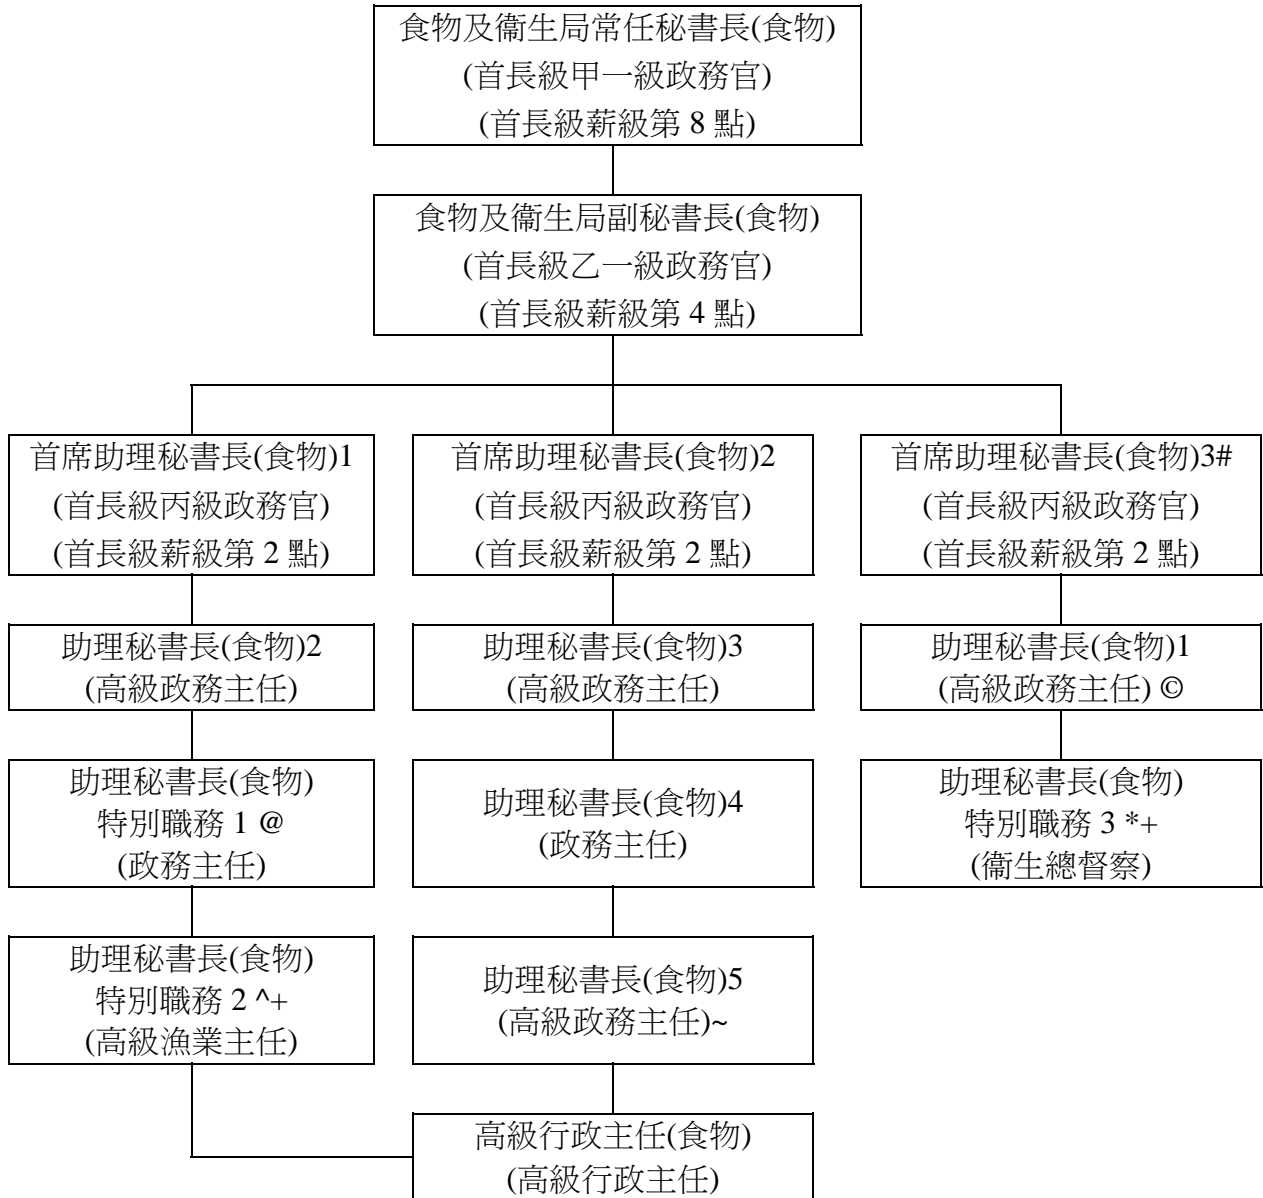 食物及衞生局常任秘書長(食物)
(首長級甲一級政務官)
(首長級薪級第 8 點)
食物及衞生局副秘書長(食物)
(首長級乙一級政務官)
(首長級薪級第 4 點)
首席助理秘書長(食物)1
(首長級丙級政務官)
(首長級薪級第 2 點)
首席助理秘書長(食物)2
(首長級丙級政務官)
(首長級薪級第 2 點)
首席助理秘書長(食物)3#
(首長級丙級政務官)
(首長級薪級第 2 點)
助理秘書長(食物)2
(高級政務主任)
助理秘書長(食物)3
(高級政務主任)
助理秘書長(食物)1
(高級政務主任) ©
助理秘書長(食物)
特別職務 1 @
(政務主任)
助理秘書長(食物)4
(政務主任)
助理秘書長(食物)
特別職務 3 *+
(衞生總督察)
助理秘書長(食物)
特別職務 2 ^+
(高級漁業主任)
助理秘書長(食物)5
(高級政務主任)~
高級行政主任(食物)
(高級行政主任)